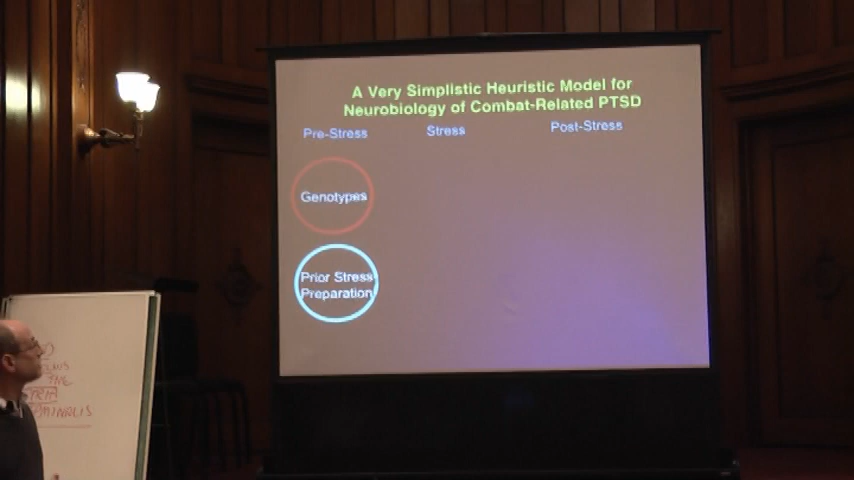 A Very Simplistic Heuristic Model for
Neurobiology of Combat-Related PTSD
Pre-Stress Stress Post-Stress
Genotypes
Prior Stress
Preparation
THE